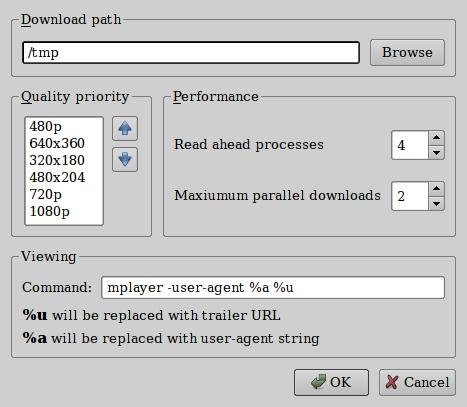 Download path
/tmp
Browse
Quality priority
480p
640x360
320x180
480x204
720p
1080p
Performance
Read ahead processes
4
Maxiumum parallel downloads
2
Viewing
Command:
mplayer -user-agent %a %u
%u will be replaced with trailer URL
%a will be replaced with user-agent string
OK
Cancel